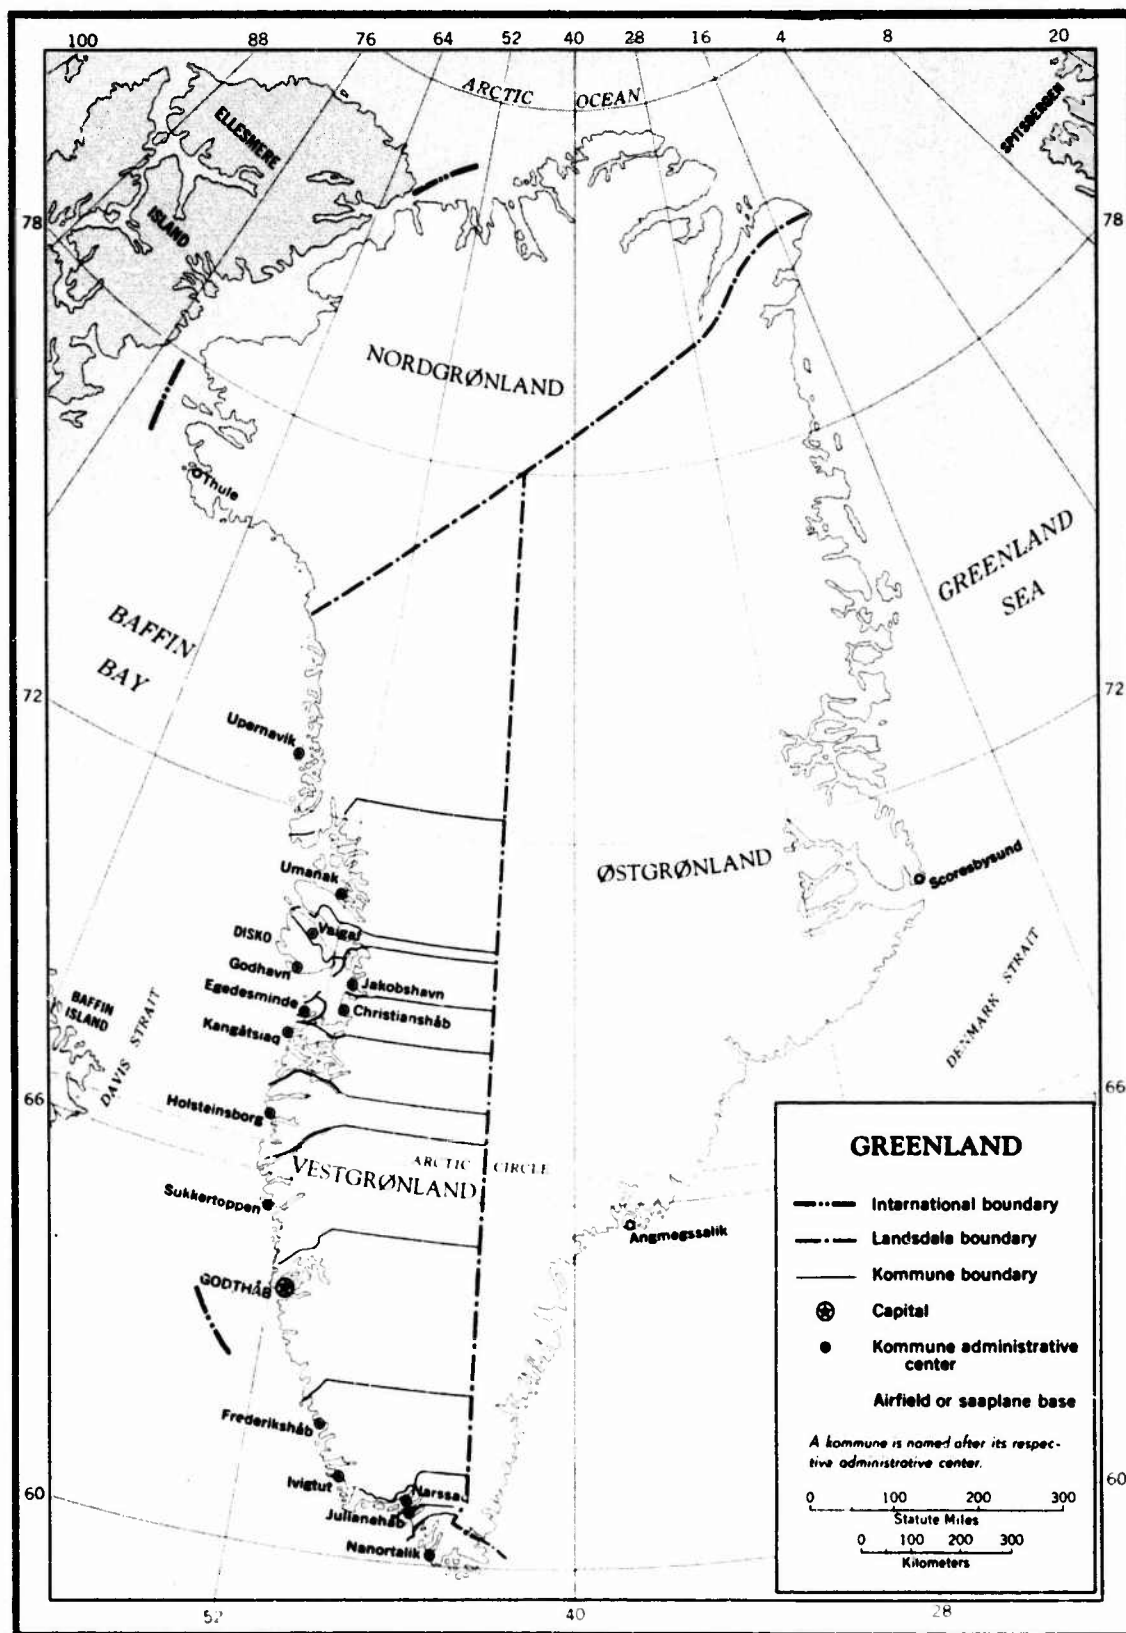 100 88 76 64 52 40 28 16 4 8 20
ARCTIC OCEAN
ELLESMERE
ISLAND
SPITSBERGEN
78
78
NORDGRØNLAND
Thule
GREENLAND
SEA
BAFFIN
BAY
72
72
Upernavik
Umanak
ØSTGRØNLAND
Scoresbysund
Vaigat
DISKO
Godhavn
Jakobshavn
Egedesminde
Christianshåb
Kangåtsiaq
BAFFIN
ISLAND
DAVIS STRAIT
DENMARK STRAIT
66
66
Holsteinsborg
ARCTIC CIRCLE
VESTGRØNLAND
Sukkertoppen
Angmagssalik
GODTHÅB
Frederikshåb
Ivigtut
Narssaq
Julianehåb
Nanortalik
60
60
52 40 28
GREENLAND
International boundary
Landsdele boundary
Kommune boundary
Capital
Kommune administrative
center
Airfield or saaplane base
A kommune is named after its respec-
tive administrative center.
0 100 200 300
Statute Miles
0 100 200 300
Kilometers